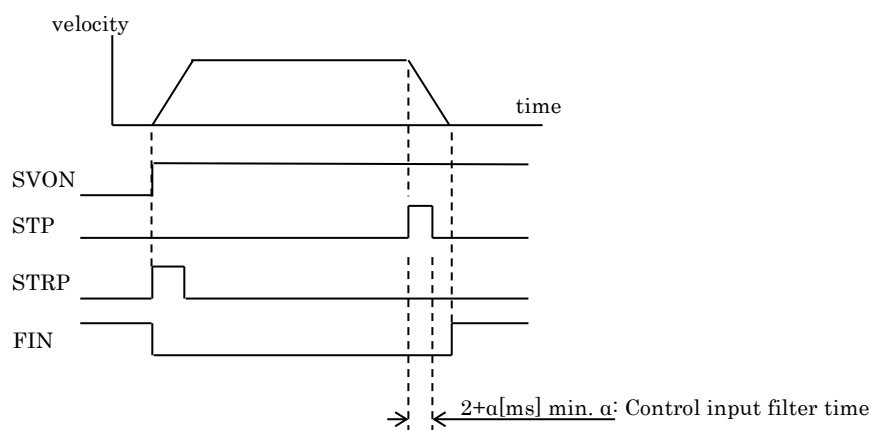 velocity
time
SVON
STP
STRP
FIN
2+α[ms] min. α: Control input filter time